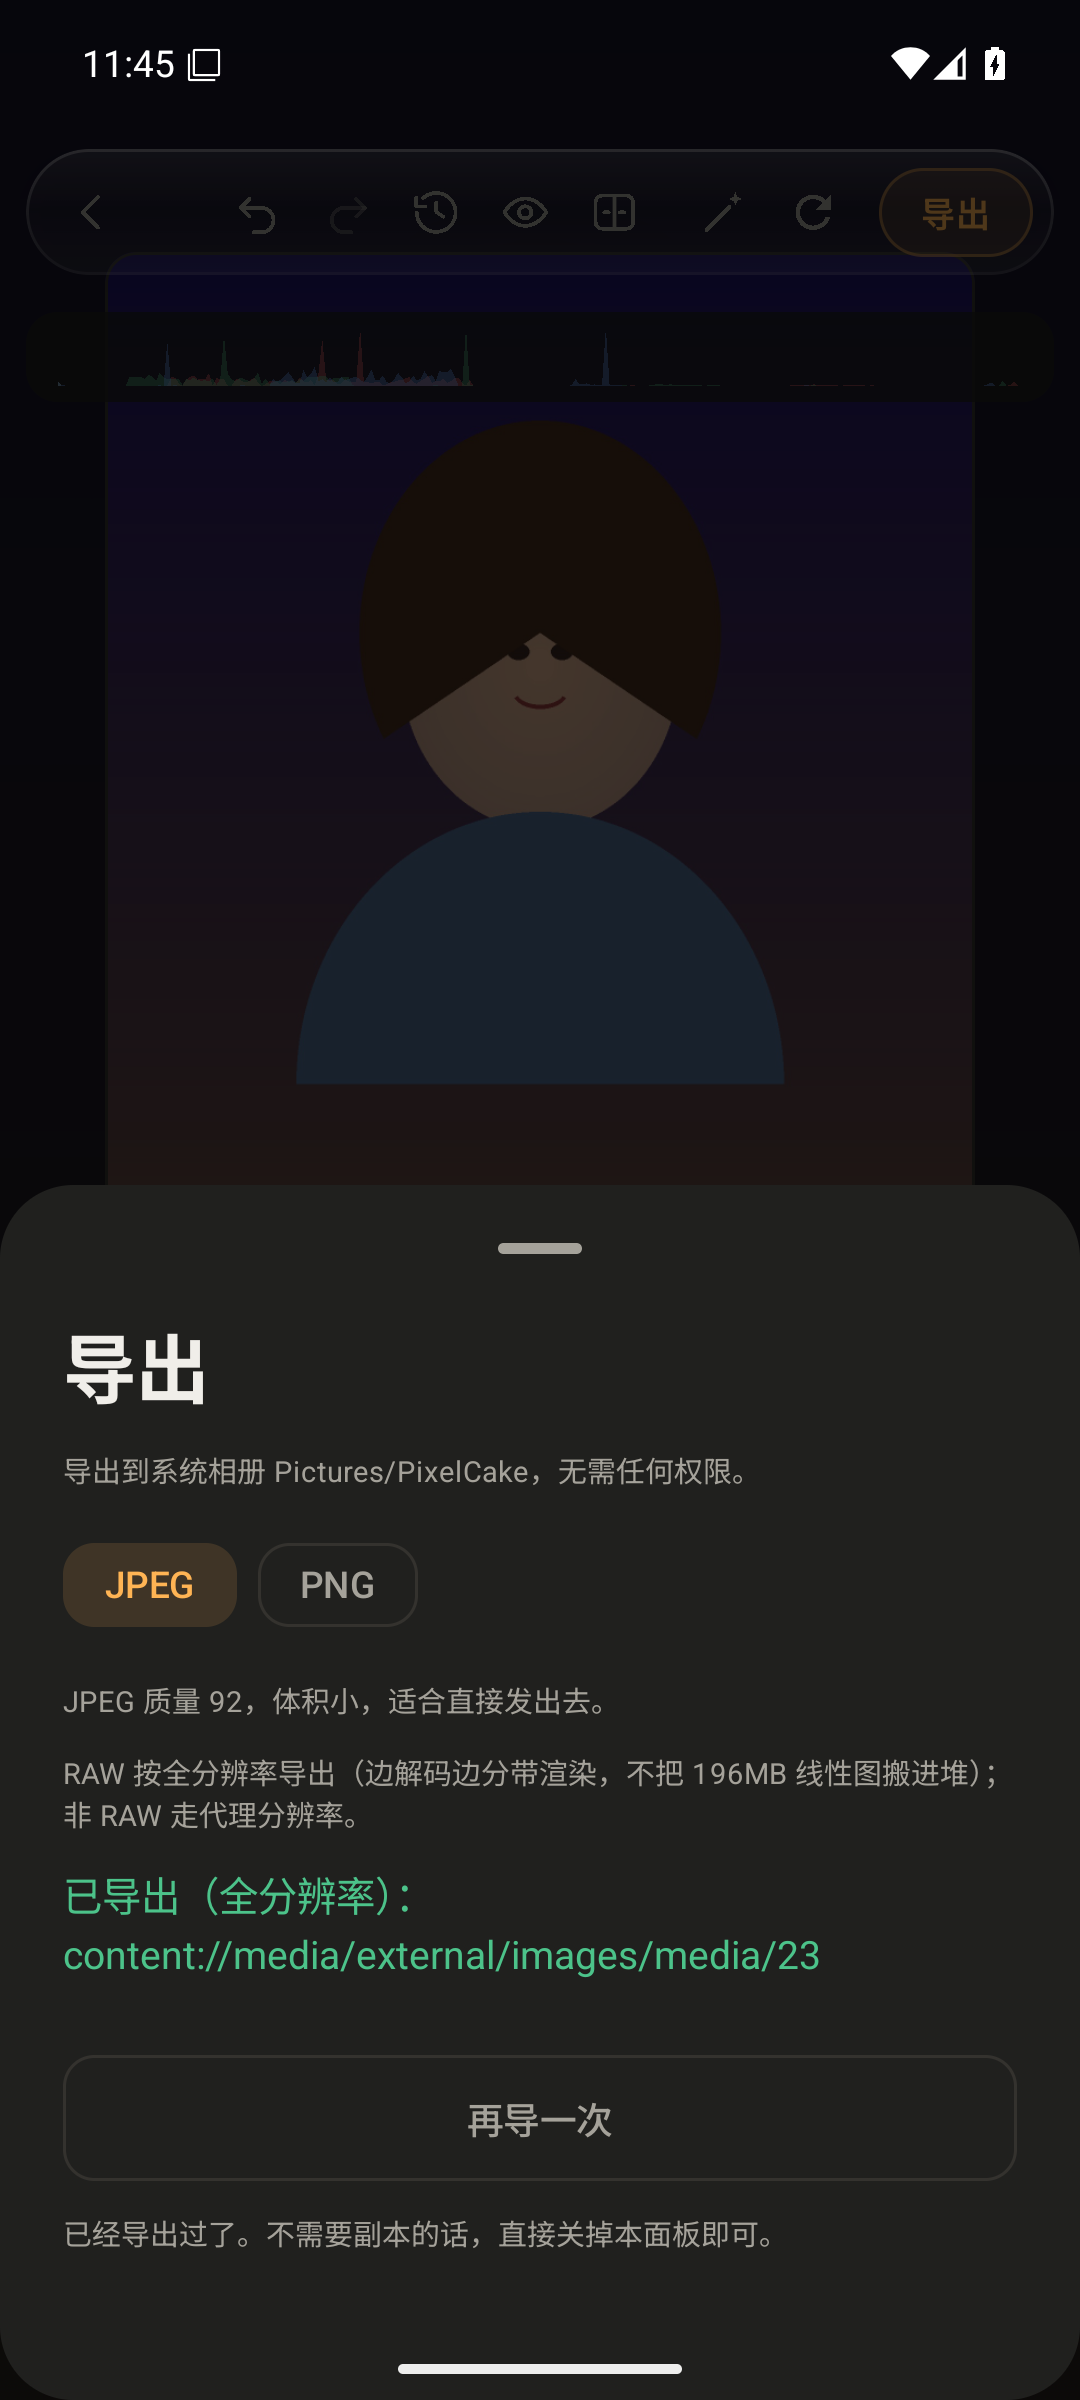 11:45
导出
导出
导出到系统相册 Pictures/PixelCake，无需任何权限。
JPEG
PNG
JPEG 质量 92，体积小，适合直接发出去。
RAW 按全分辨率导出（边解码边分带渲染，不把 196MB 线性图搬进堆）；
非 RAW 走代理分辨率。
已导出（全分辨率）：
content://media/external/images/media/23
再导一次
已经导出过了。不需要副本的话，直接关掉本面板即可。